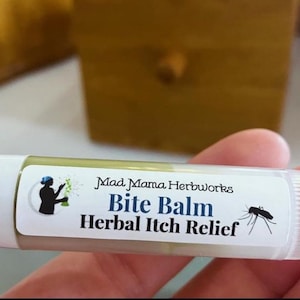 Mad Mama Herbworks
Bite Balm
Herbal Itch Relief